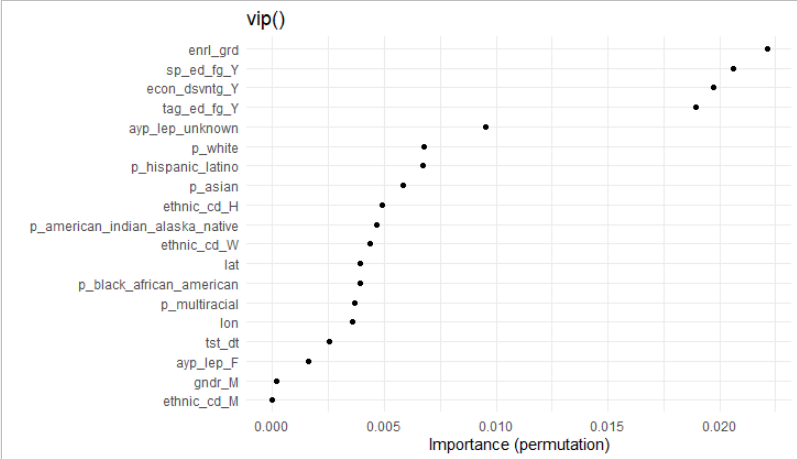 vip()
enrl_grd
sp_ed_fg_Y
econ_dsvntg_Y
tag_ed_fg_Y
ayp_lep_unknown
p_white
p_hispanic_latino
p_asian
ethnic_cd_H
p_american_indian_alaska_native
ethnic_cd_W
lat
p_black_african_american
p_multiracial
lon
tst_dt
ayp_lep_F
gndr_M
ethnic_cd_M
0.000 0.005 0.010 0.015 0.020
Importance (permutation)